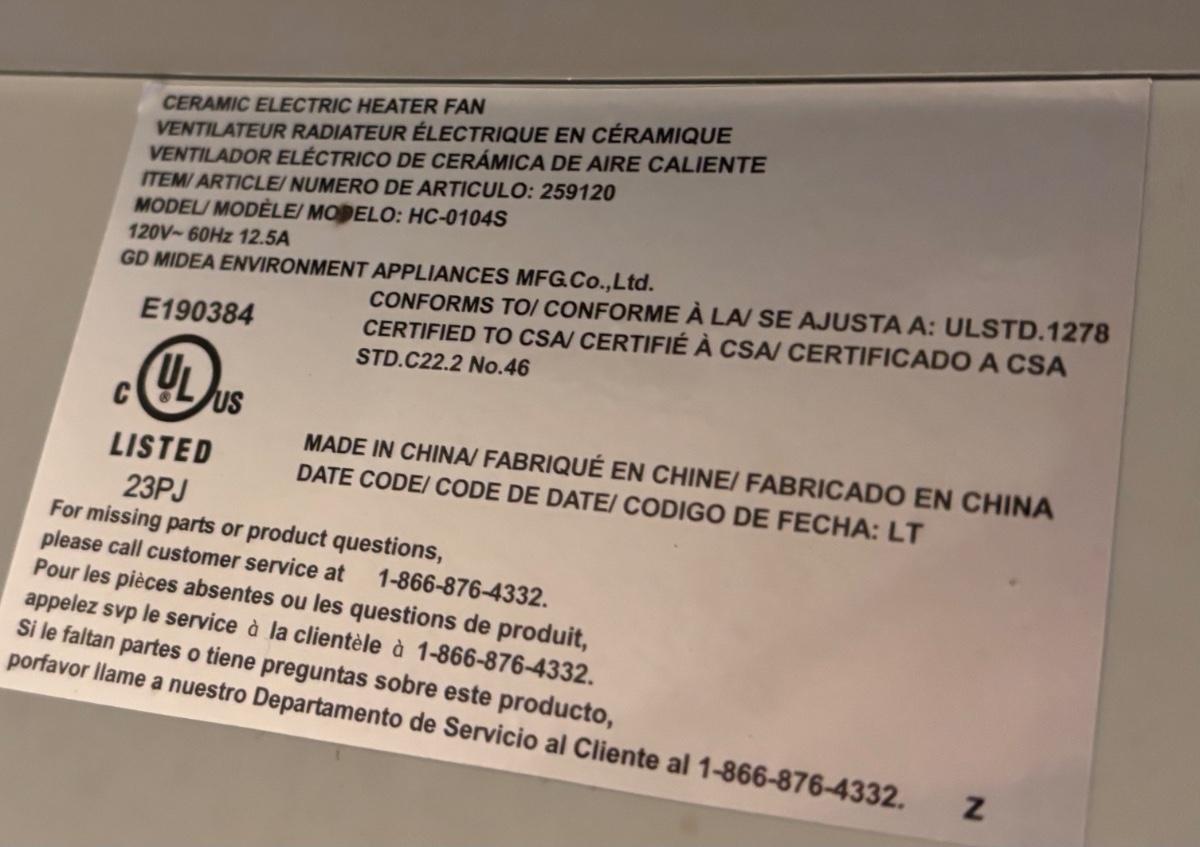 CERAMIC ELECTRIC HEATER FAN
VENTILATEUR RADIATEUR ÉLECTRIQUE EN CÉRAMIQUE
VENTILADOR ELÉCTRICO DE CERÁMICA DE AIRE CALIENTE
ITEM/ ARTICLE/ NUMERO DE ARTICULO: 259120
MODEL/ MODÈLE/ MODELO: HC-0104S
120V~ 60Hz 12.5A
GD MIDEA ENVIRONMENT APPLIANCES MFG.Co.,Ltd.
E190384
C UL ® US
LISTED
23PJ
CONFORMS TO/ CONFORME À LA/ SE AJUSTA A: ULSTD.1278
CERTIFIED TO CSA/ CERTIFIÉ À CSA/ CERTIFICADO A CSA
STD.C22.2 No.46
MADE IN CHINA/ FABRIQUÉ EN CHINE/ FABRICADO EN CHINA
DATE CODE/ CODE DE DATE/ CODIGO DE FECHA: LT
For missing parts or product questions,
please call customer service at 1-866-876-4332.
Pour les pièces absentes ou les questions de produit,
appelez svp le service à la clientèle à 1-866-876-4332.
Si le faltan partes o tiene preguntas sobre este producto,
porfavor llame a nuestro Departamento de Servicio al Cliente al 1-866-876-4332.
Z